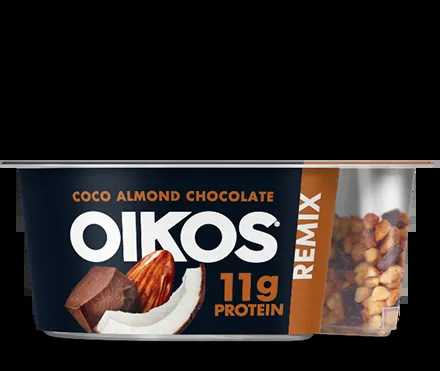 COCO ALMOND CHOCOLATE
OIKOS®
11g
PROTEIN
REMIX